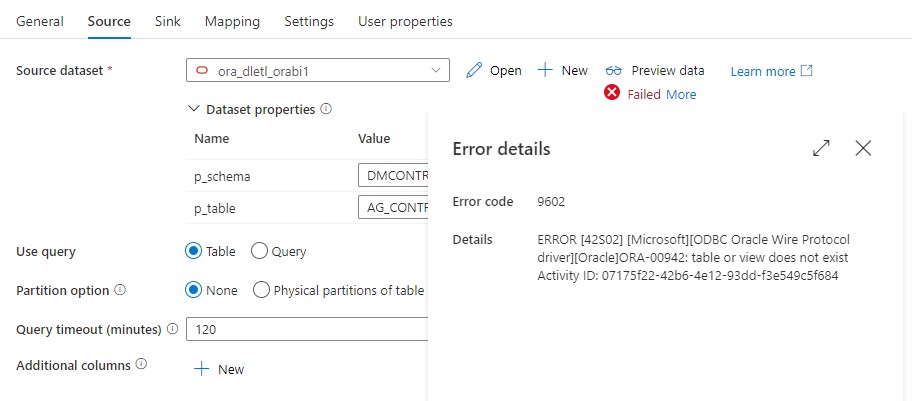 General Source Sink Mapping Settings User properties
Source dataset * ora_dletl_orabi1 Open New Preview data Learn more
Failed More
Dataset properties
Name Value
p_schema DMCONTR
p_table AG_CONTR
Use query Table Query
Partition option None Physical partitions of table
Query timeout (minutes) 120
Additional columns New
Error details
Error code 9602
Details ERROR [42S02] [Microsoft][ODBC Oracle Wire Protocol
driver][Oracle]ORA-00942: table or view does not exist
Activity ID: 07175f22-42b6-4e12-93dd-f3e549c5f684